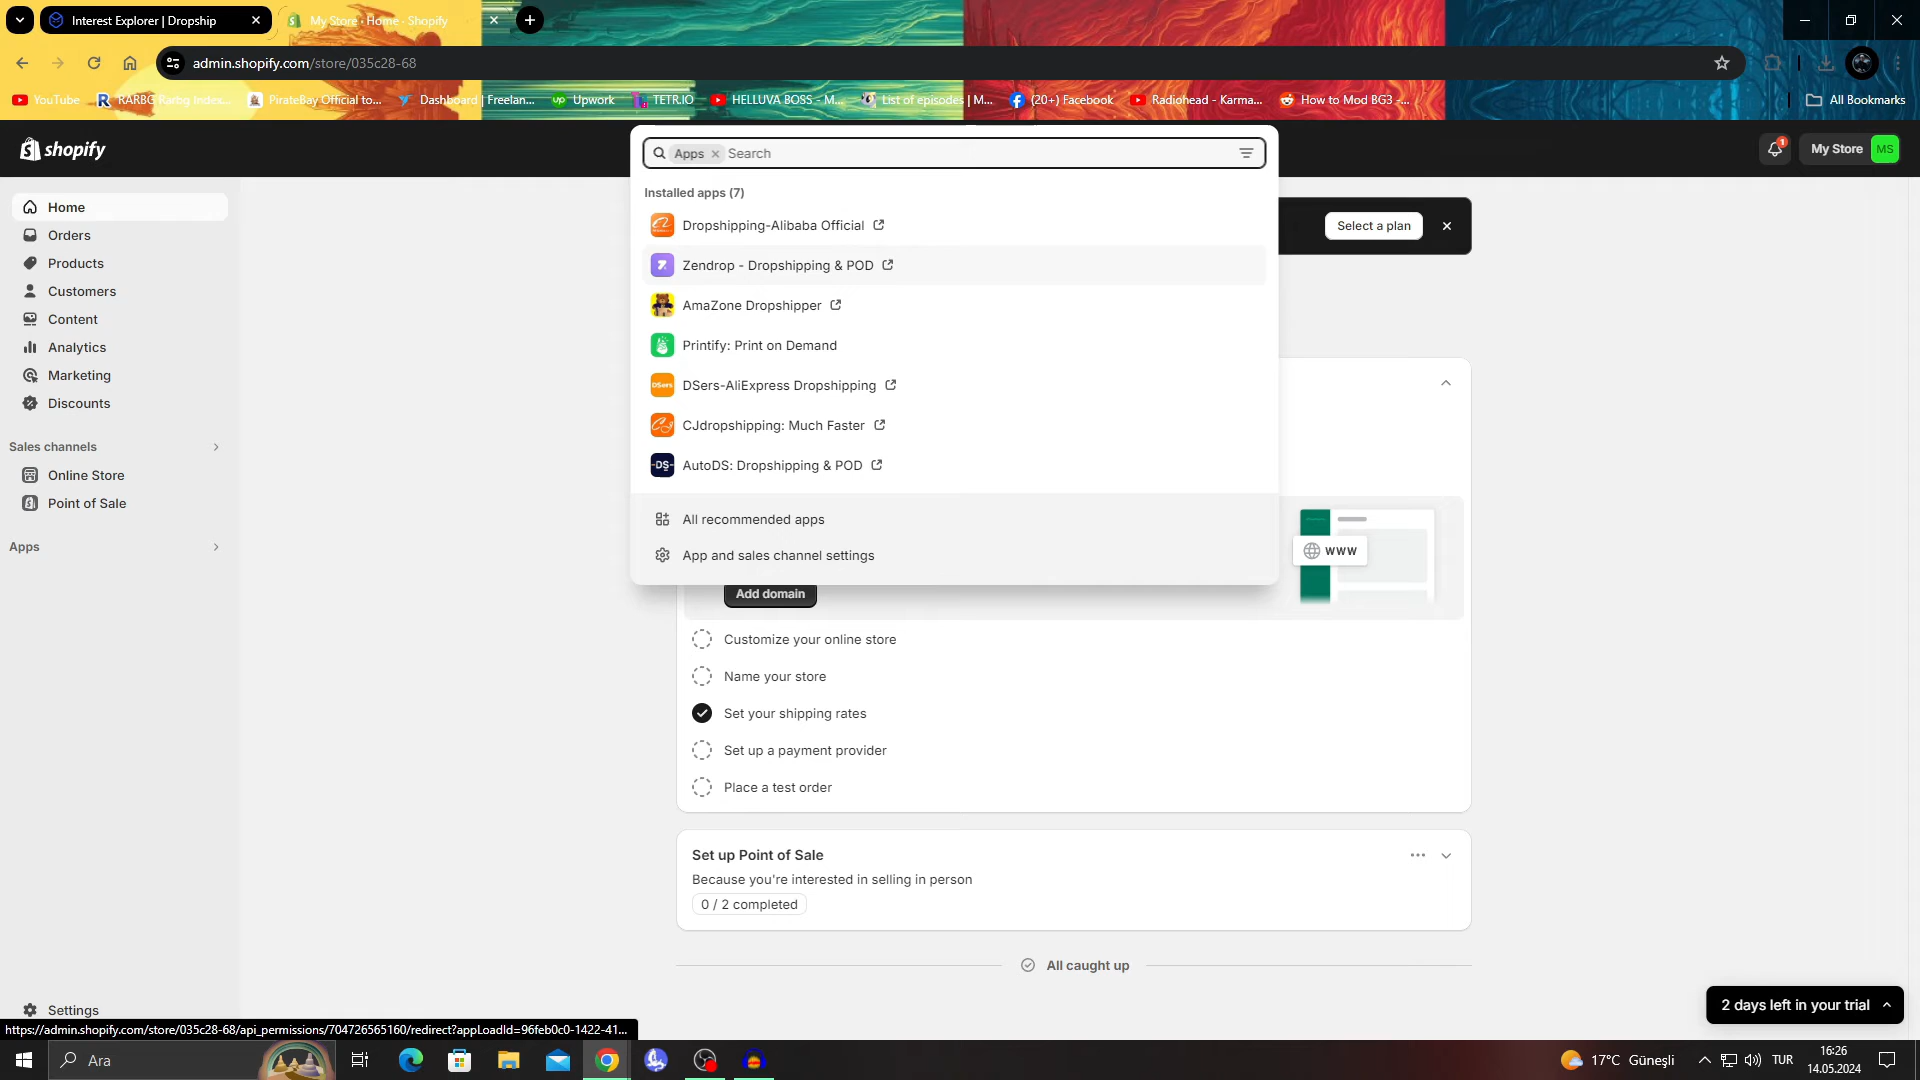 Interest Explorer | Dropship
My Store · Home · Shopify
admin.shopify.com/store/035c28-68
YouTube
RARBG Rarbg Index...
PirateBay Official to...
Dashboard | Freelan...
Upwork
TETR.IO
HELLUVA BOSS - M...
List of episodes | M...
(20+) Facebook
Radiohead - Karma...
How to Mod BG3 -...
All Bookmarks
shopify
Apps
Search
1
My Store
MS
Home
Orders
Products
Customers
Content
Analytics
Marketing
Discounts
Sales channels
Online Store
Point of Sale
Apps
Settings
Installed apps (7)
Dropshipping-Alibaba Official
Zendrop - Dropshipping & POD
AmaZone Dropshipper
Printify: Print on Demand
DSers
DSers-AliExpress Dropshipping
CJdropshipping: Much Faster
-DS-
AutoDS: Dropshipping & POD
All recommended apps
App and sales channel settings
Select a plan
www
Add domain
Customize your online store
Name your store
Set your shipping rates
Set up a payment provider
Place a test order
Set up Point of Sale
Because you're interested in selling in person
0 / 2 completed
All caught up
2 days left in your trial
https://admin.shopify.com/store/035c28-68/api_permissions/704726565160/redirect?appLoadId=96feb0c0-1422-41...
Ara
17°C Güneşli
TUR
16:26
14.05.2024